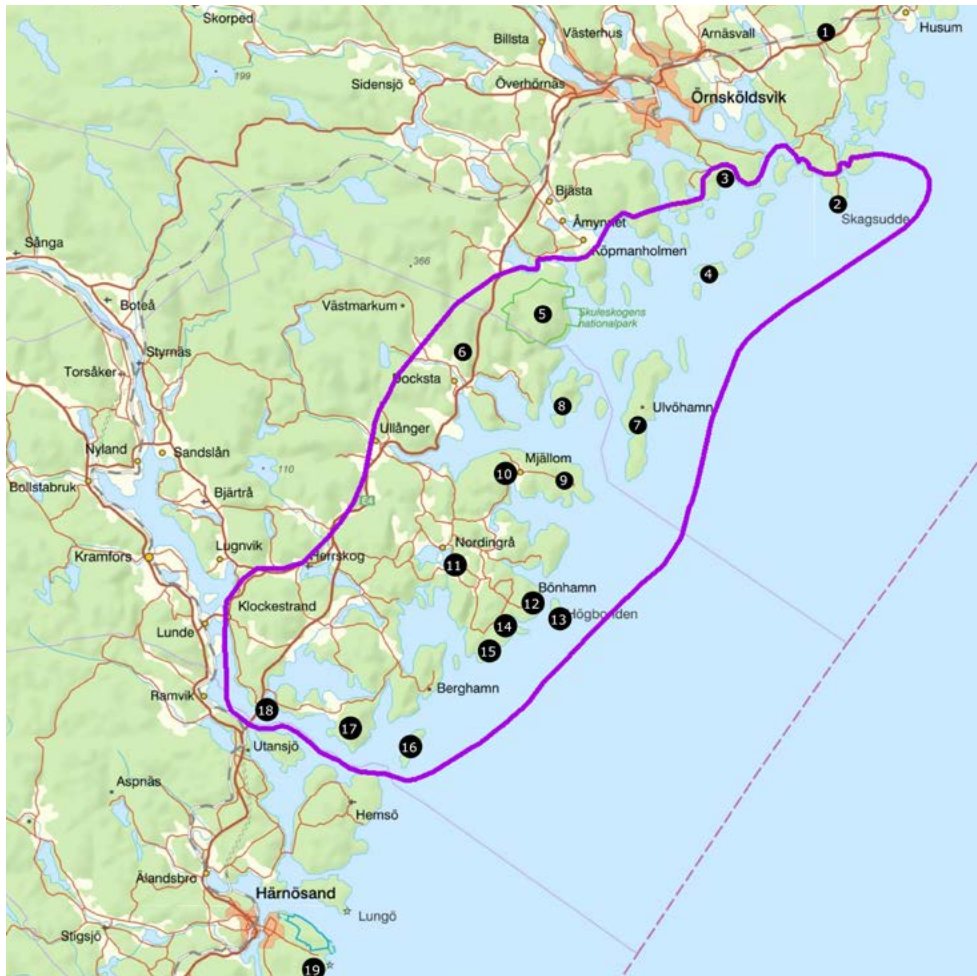 Skorped
Billsta
Västerhus
Arnäsvall
1
Husum
199
Sidensjö
Överhörnäs
Örnsköldsvik
3
Bjästa
2
Skagsudde
Åmynnet
Sånga
Köpmanholmen
366
4
Boteå
Västmarkum
5
Skuleskogens
nationalpark
Styrnäs
6
Torsåker
Docksta
8
Ulvöhamn
7
Ullånger
Nyland
Sandslån
Mjällom
110
10
9
Bollstabruk
Bjärtrå
E4
Lugnvik
Nordingrå
Kramfors
Herrskog
11
Bönhamn
12
Klockestrand
13
Högbonden
Lunde
14
15
Ramvik
Berghamn
18
17
16
Utansjö
Aspnäs
Hemsö
Älandsbro
Härnösand
Lungö
Stigsjö
19